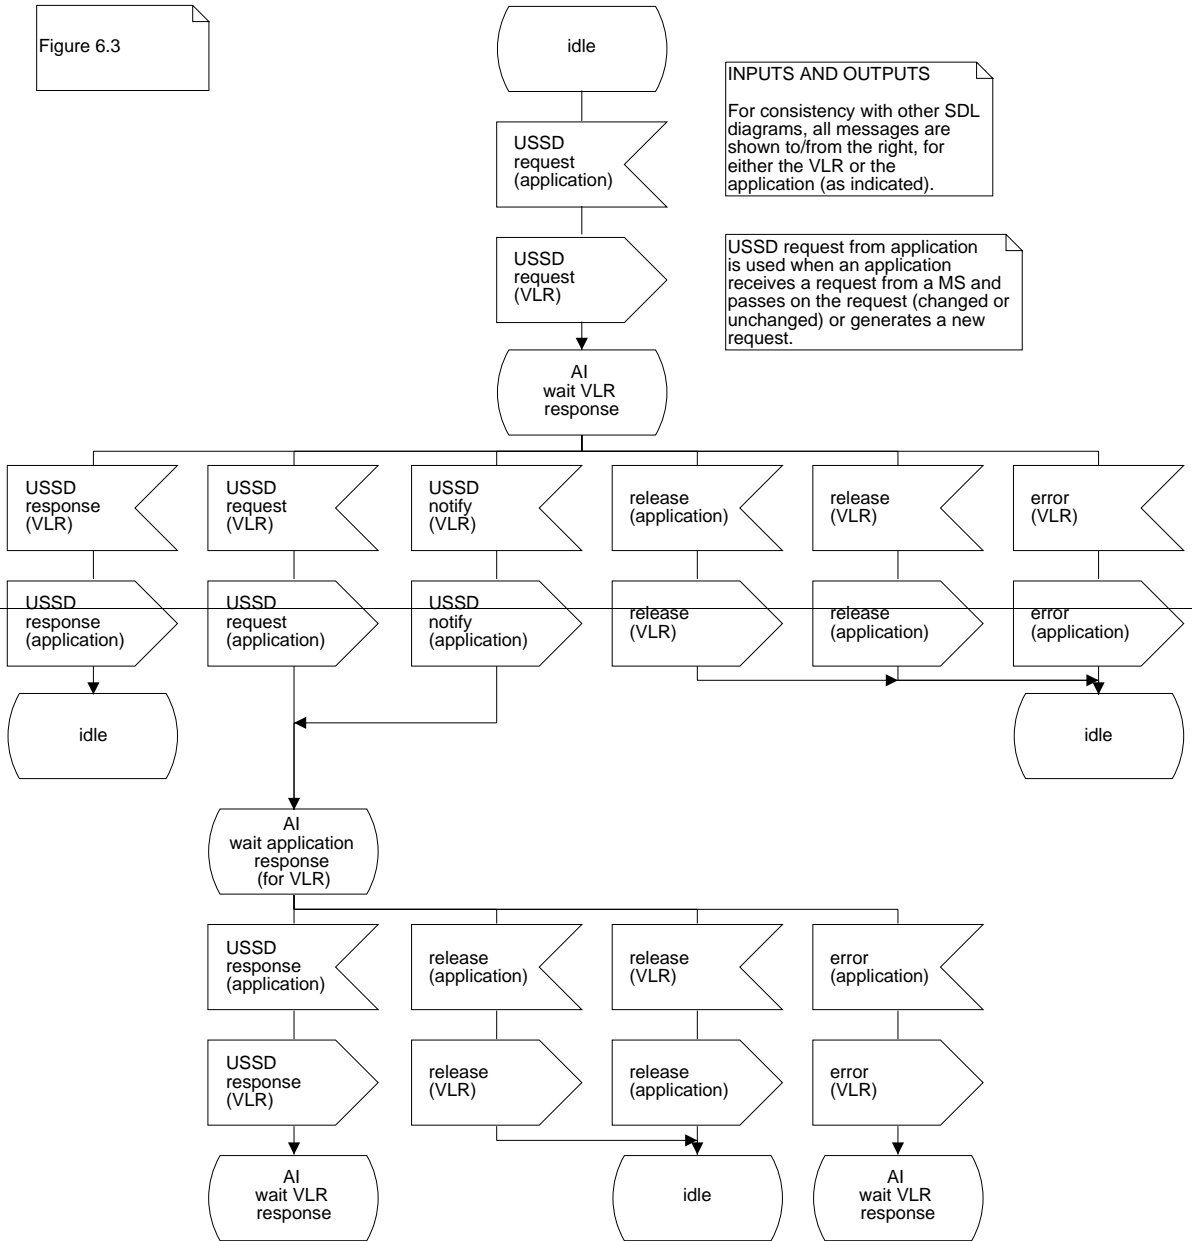 Figure 6.3
idle
INPUTS AND OUTPUTS
For consistency with other SDL
diagrams, all messages are
shown to/from the right, for
either the VLR or the
application (as indicated).
USSD
request
(application)
USSD
request
(VLR)
USSD request from application
is used when an application
receives a request from a MS and
passes on the request (changed or
unchanged) or generates a new
request.
AI
wait VLR
response
USSD
response
(VLR)
USSD
request
(VLR)
USSD
notify
(VLR)
release
(application)
release
(VLR)
error
(VLR)
USSD
response
(application)
USSD
request
(application)
USSD
notify
(application)
release
(VLR)
release
(application)
error
(application)
idle
idle
AI
wait application
response
(for VLR)
USSD
response
(application)
release
(application)
release
(VLR)
error
(application)
USSD
response
(VLR)
release
(VLR)
release
(application)
error
(VLR)
AI
wait VLR
response
idle
AI
wait VLR
response